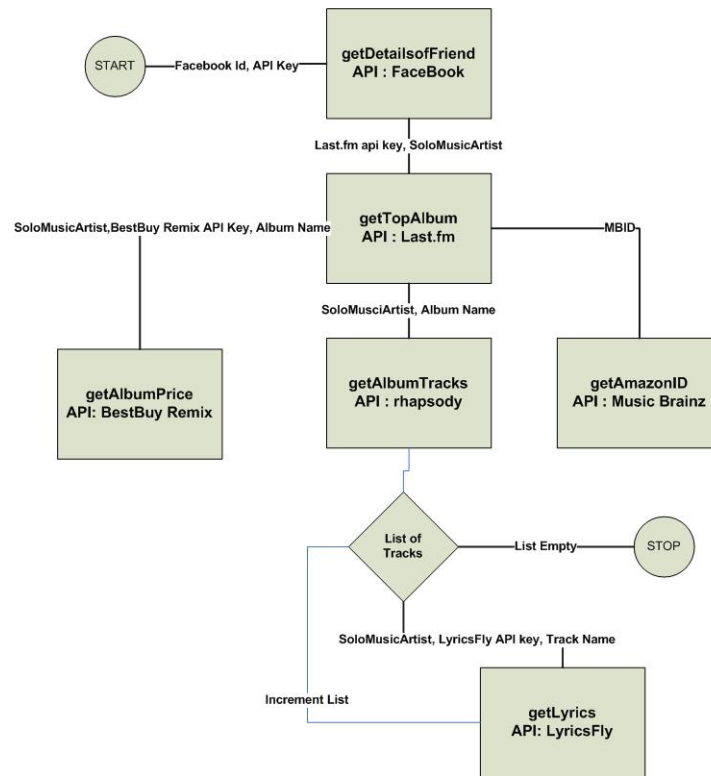 getDetailsofFriend
API : FaceBook
START
Facebook Id, API Key
Last.fm api key, SoloMusicArtist
getTopAlbum
API : Last.fm
SoloMusicArtist,BestBuy Remix API Key, Album Name
MBID
SoloMusciArtist, Album Name
getAlbumPrice
API: BestBuy Remix
getAlbumTracks
API : rhapsody
getAmazonID
API : Music Brainz
List of
Tracks
List Empty
STOP
SoloMusicArtist, LyricsFly API key, Track Name
Increment List
getLyrics
API: LyricsFly